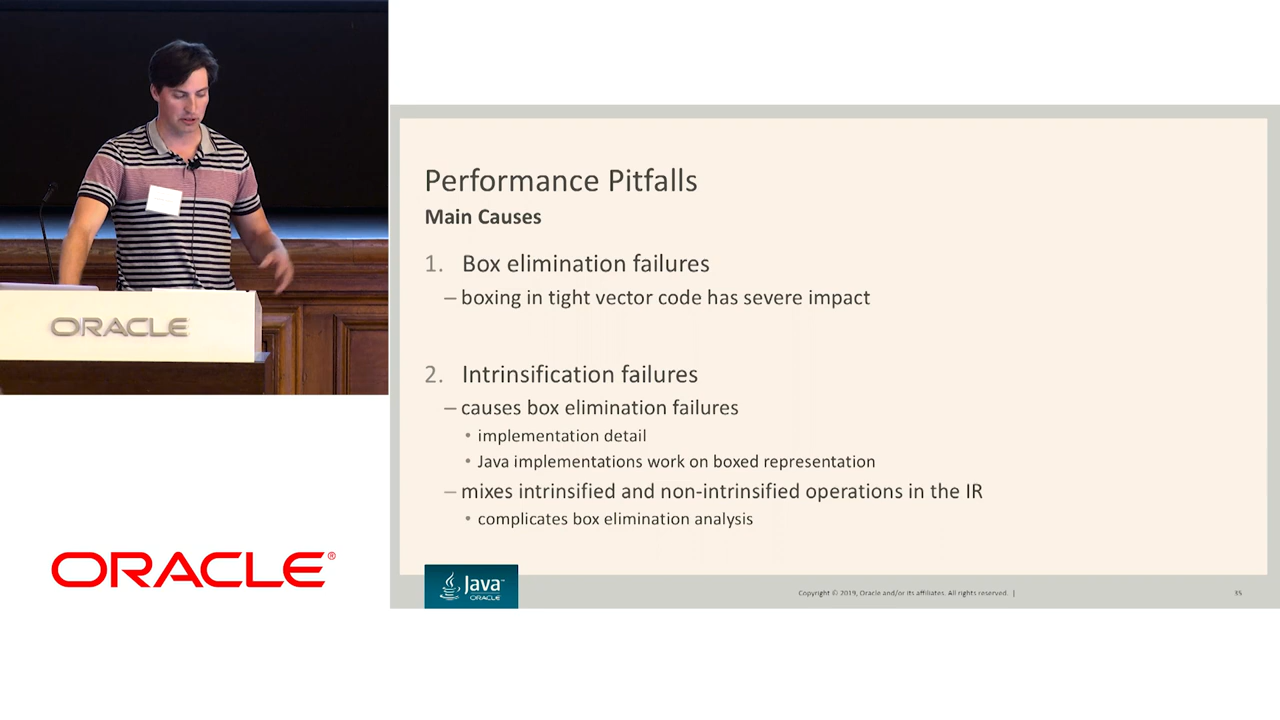 ORACLE
ORACLE®
Performance Pitfalls
Main Causes
1. Box elimination failures
– boxing in tight vector code has severe impact
2. Intrinsification failures
– causes box elimination failures
• implementation detail
• Java implementations work on boxed representation
– mixes intrinsified and non-intrinsified operations in the IR
• complicates box elimination analysis
Java™
ORACLE
Copyright © 2019, Oracle and/or its affiliates. All rights reserved. |
35